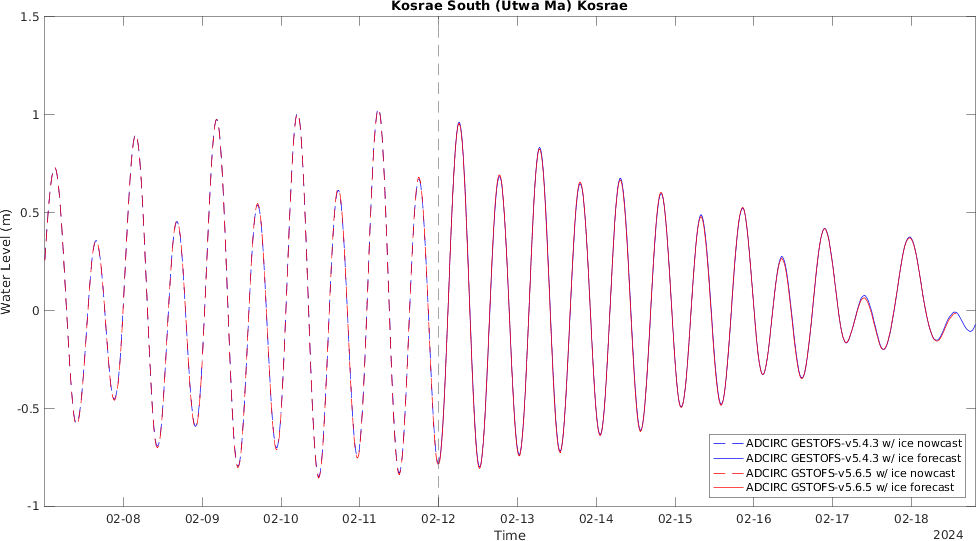 Kosrae South (Utwa Ma) Kosrae
1.5
1
0.5
0
-0.5
-1
Water Level (m)
ADCIRC GESTOFS-v5.4.3 w/ ice nowcast
ADCIRC GESTOFS-v5.4.3 w/ ice forecast
ADCIRC GSTOFS-v5.6.5 w/ ice nowcast
ADCIRC GSTOFS-v5.6.5 w/ ice forecast
02-08 02-09 02-10 02-11 02-12 02-13 02-14 02-15 02-16 02-17 02-18
Time
2024